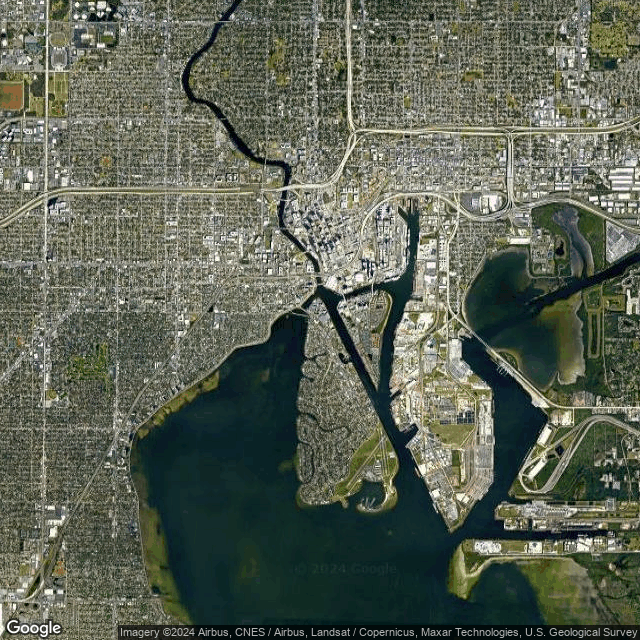 © 2024 Google
Google
Imagery ©2024 Airbus, CNES / Airbus, Landsat / Copernicus, Maxar Technologies, U.S. Geological Survey